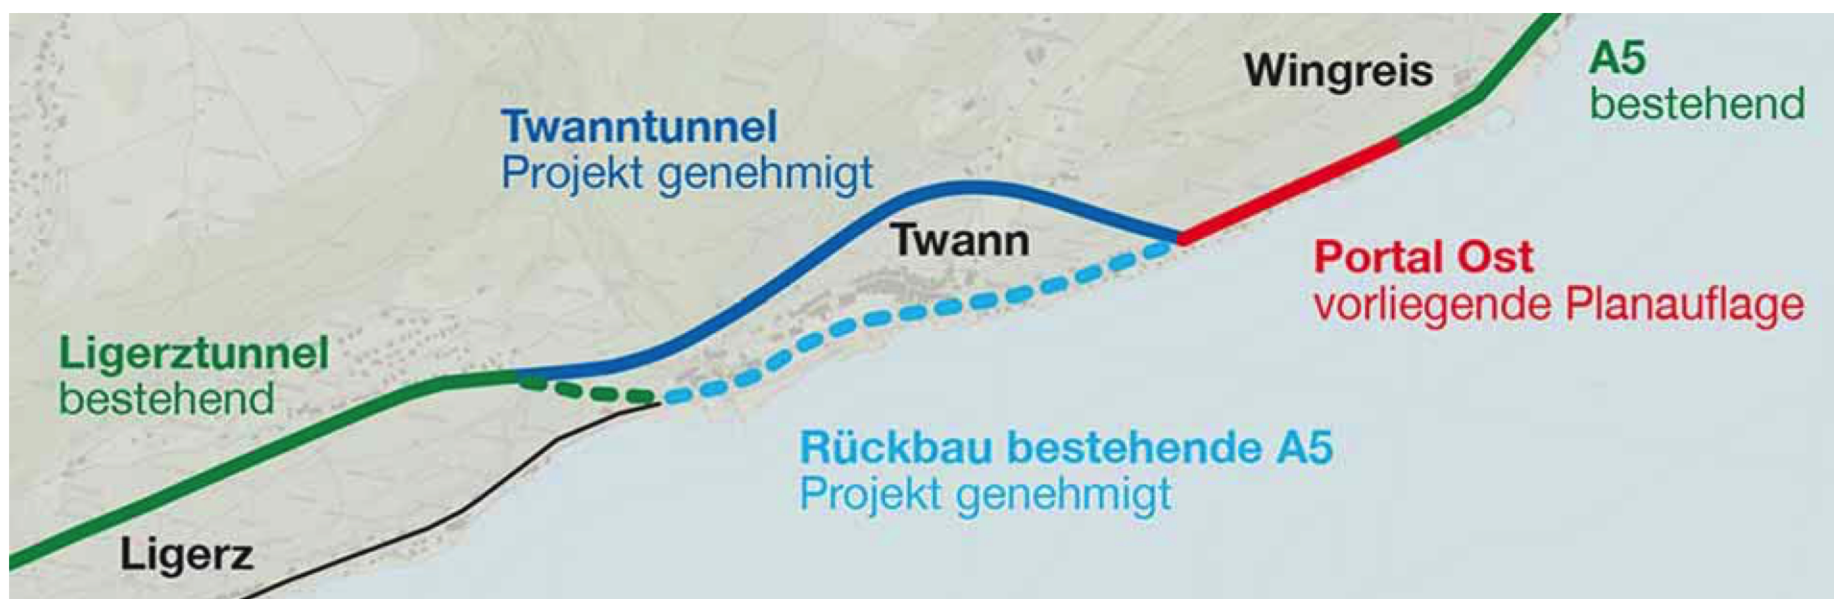 Wingreis
A5
bestehend
Twanntunnel
Projekt genehmigt
Twann
Portal Ost
vorliegende Planauflage
Ligerztunnel
bestehend
Rückbau bestehende A5
Projekt genehmigt
Ligerz